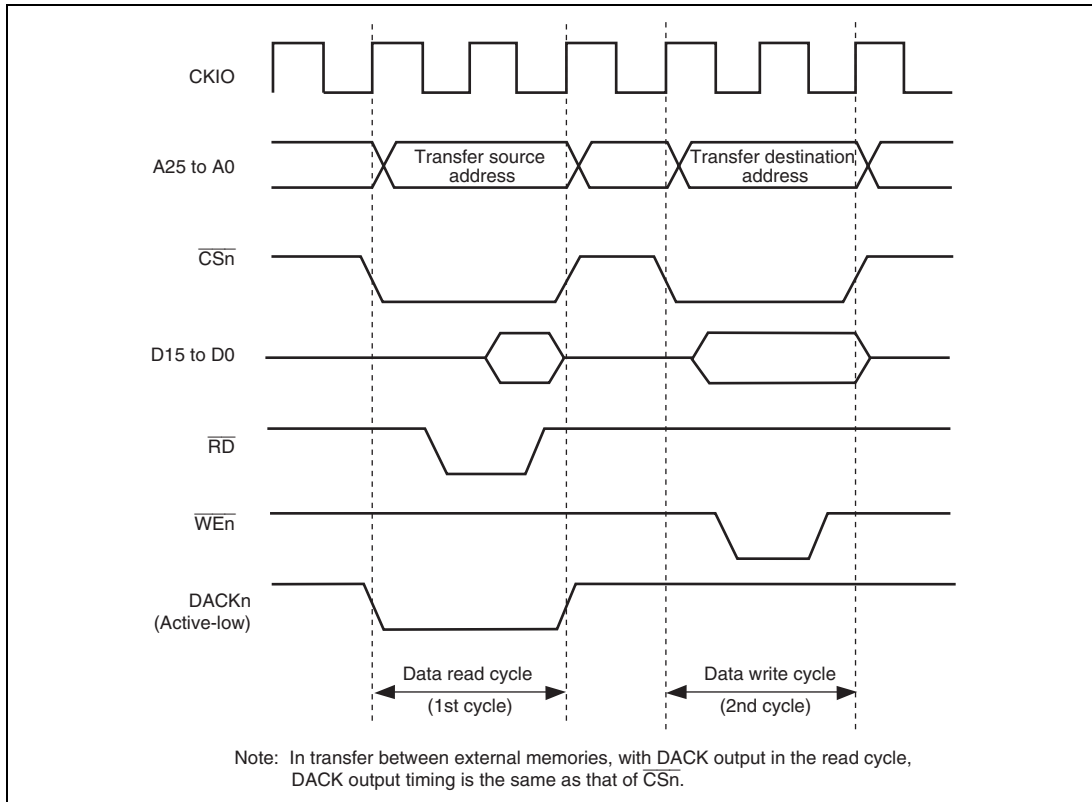 CKIO
A25 to A0
Transfer source
address
Transfer destination
address
CSn
D15 to D0
RD
WEn
DACKn
(Active-low)
Data read cycle
(1st cycle)
Data write cycle
(2nd cycle)
Note: In transfer between external memories, with DACK output in the read cycle,
DACK output timing is the same as that of CSn.